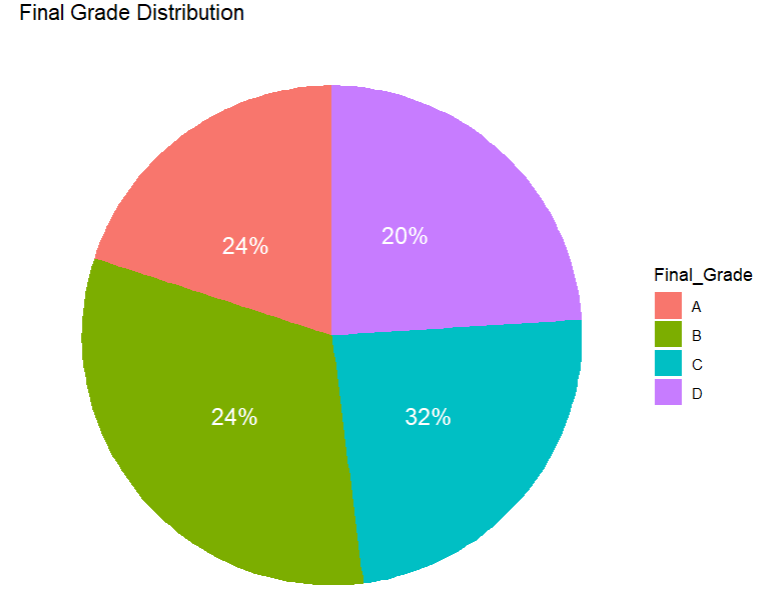 Final Grade Distribution
24%
20%
24%
32%
Final_Grade
A
B
C
D